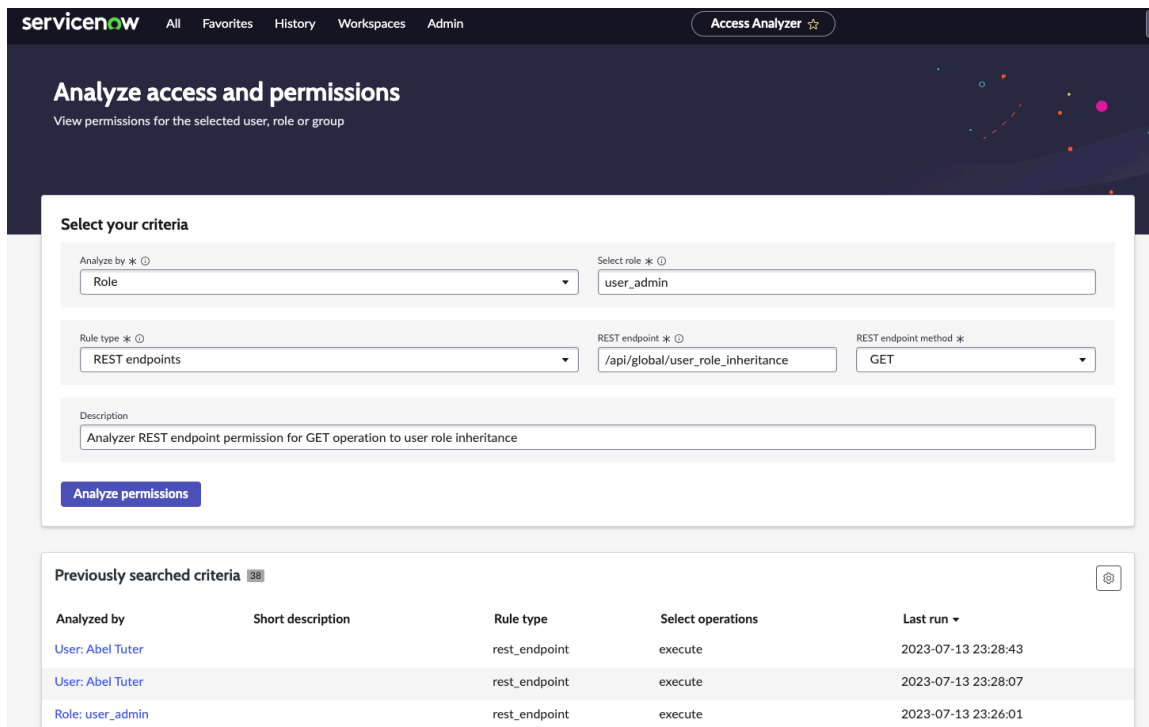 servicenow All Favorites History Workspaces Admin Access Analyzer
Analyze access and permissions
View permissions for the selected user, role or group
Select your criteria
Analyze by * Select role *
Role user_admin
Rule type * REST endpoint * REST endpoint method *
REST endpoints /api/global/user_role_inheritance GET
Description
Analyzer REST endpoint permission for GET operation to user role inheritance
Analyze permissions
Previously searched criteria 38
Analyzed by Short description Rule type Select operations Last run
User: Abel Tuter rest_endpoint execute 2023-07-13 23:28:43
User: Abel Tuter rest_endpoint execute 2023-07-13 23:28:07
Role: user_admin rest_endpoint execute 2023-07-13 23:26:01